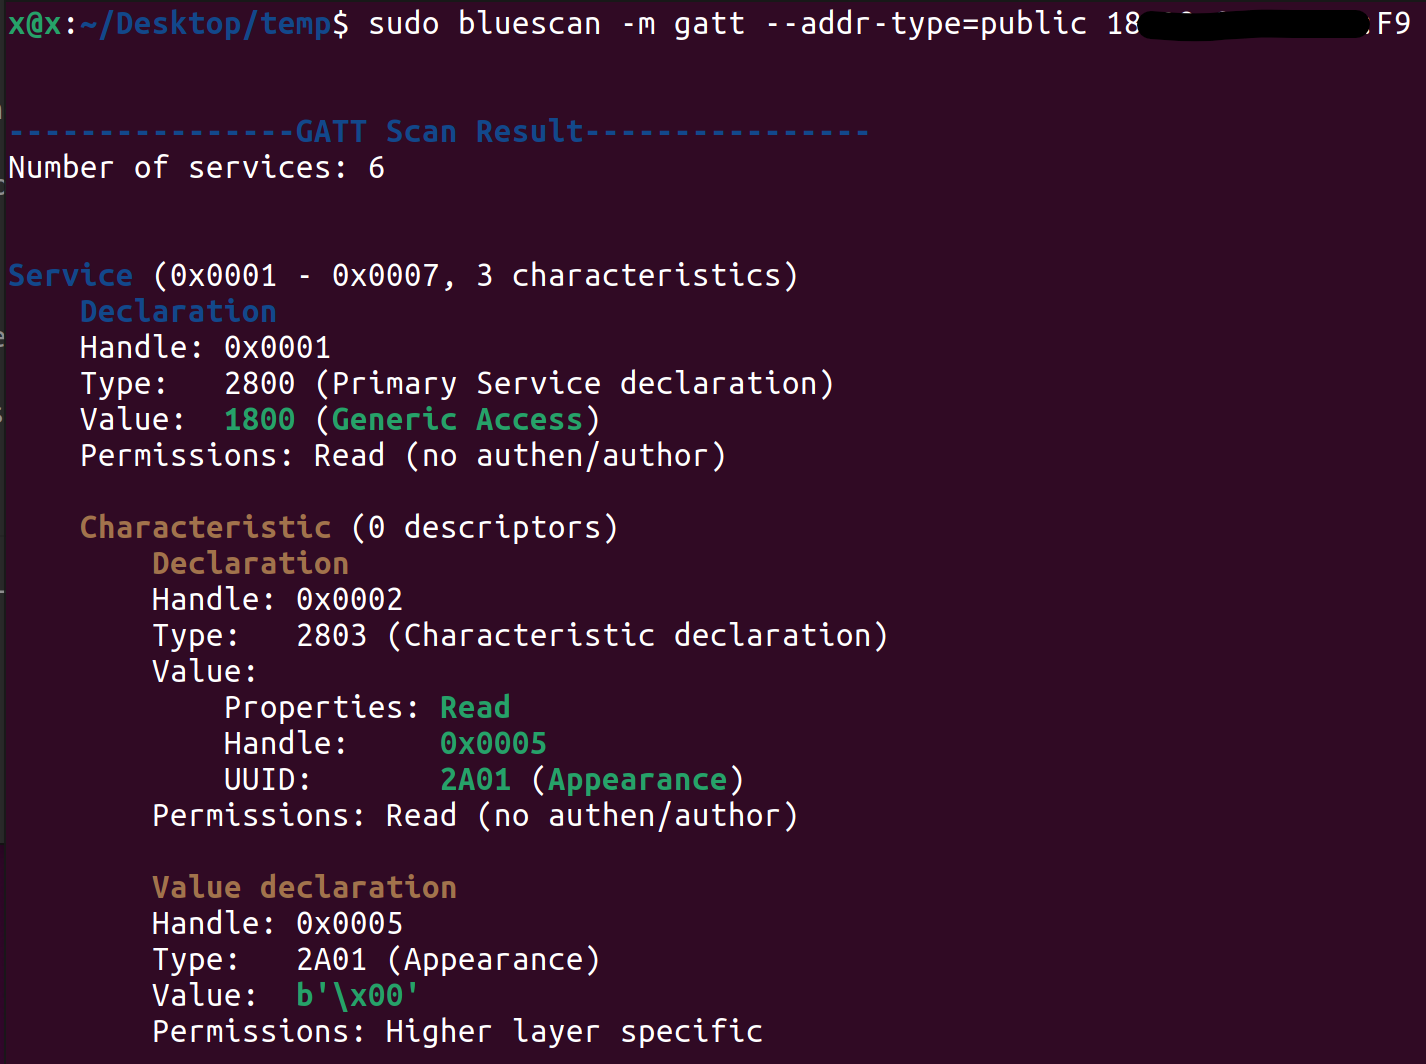 x@x:~/Desktop/temp$ sudo bluescan -m gatt --addr-type=public 18 :F9
----------------GATT Scan Result----------------
Number of services: 6
Service (0x0001 - 0x0007, 3 characteristics)
Declaration
Handle: 0x0001
Type: 2800 (Primary Service declaration)
Value: 1800 (Generic Access)
Permissions: Read (no authen/author)
Characteristic (0 descriptors)
Declaration
Handle: 0x0002
Type: 2803 (Characteristic declaration)
Value:
Properties: Read
Handle: 0x0005
UUID: 2A01 (Appearance)
Permissions: Read (no authen/author)
Value declaration
Handle: 0x0005
Type: 2A01 (Appearance)
Value: b'\x00'
Permissions: Higher layer specific